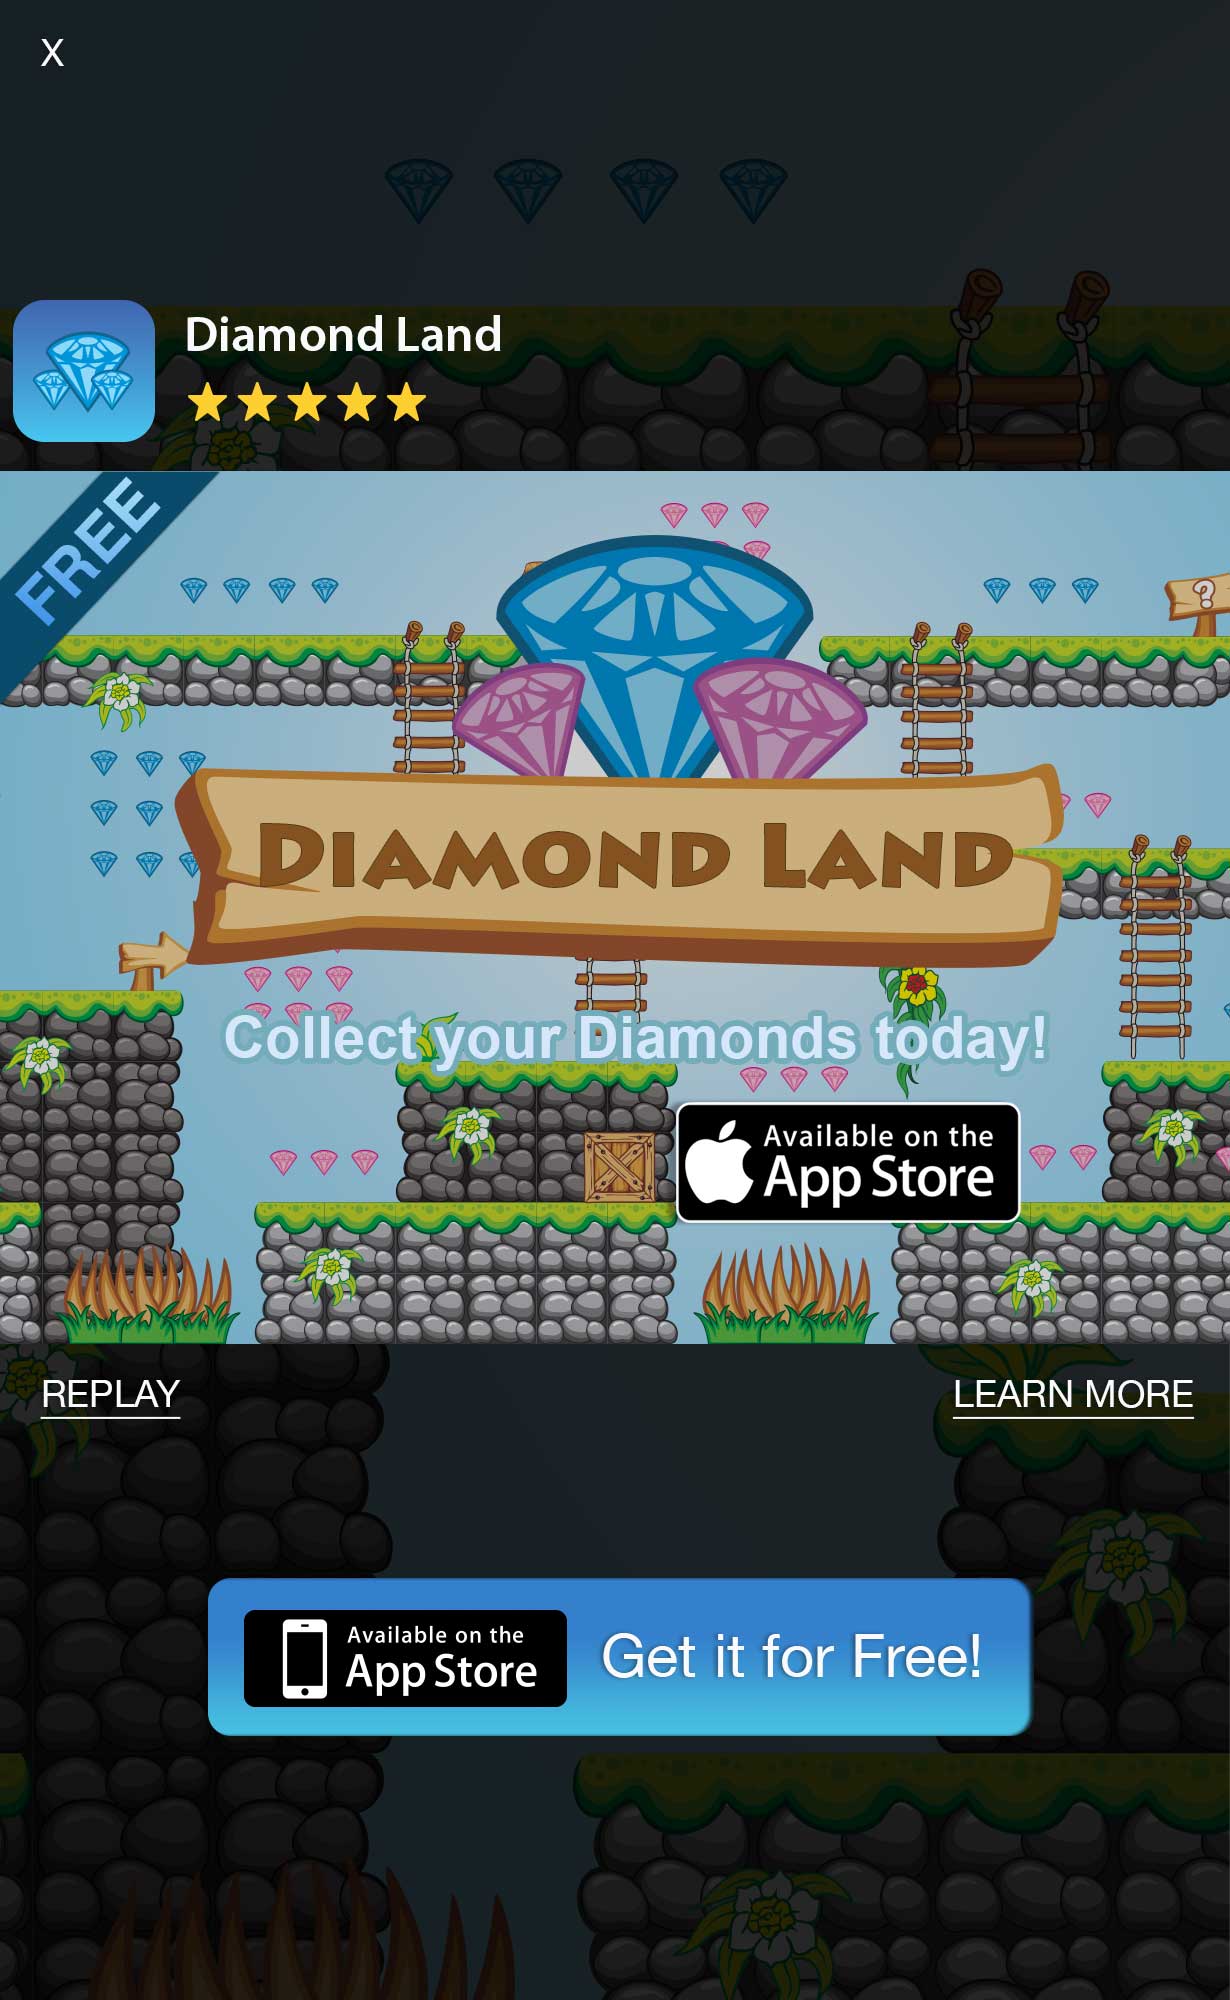 X
Diamond Land
FREE
?
DIAMOND LAND
Collect your Diamonds today!
Available on the
App Store
REPLAY
LEARN MORE
Available on the
App Store
Get it for Free!